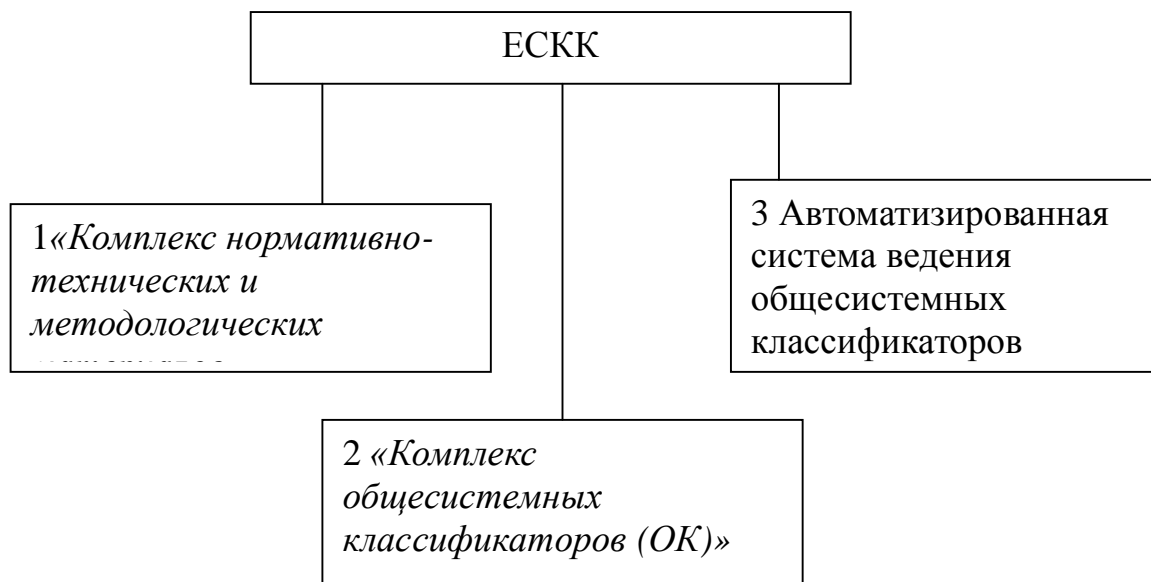 ЕСКК
1«Комплекс нормативно-
технических и
методологических
3 Автоматизированная
система ведения
общесистемных
классификаторов
2 «Комплекс
общесистемных
классификаторов (ОК)»